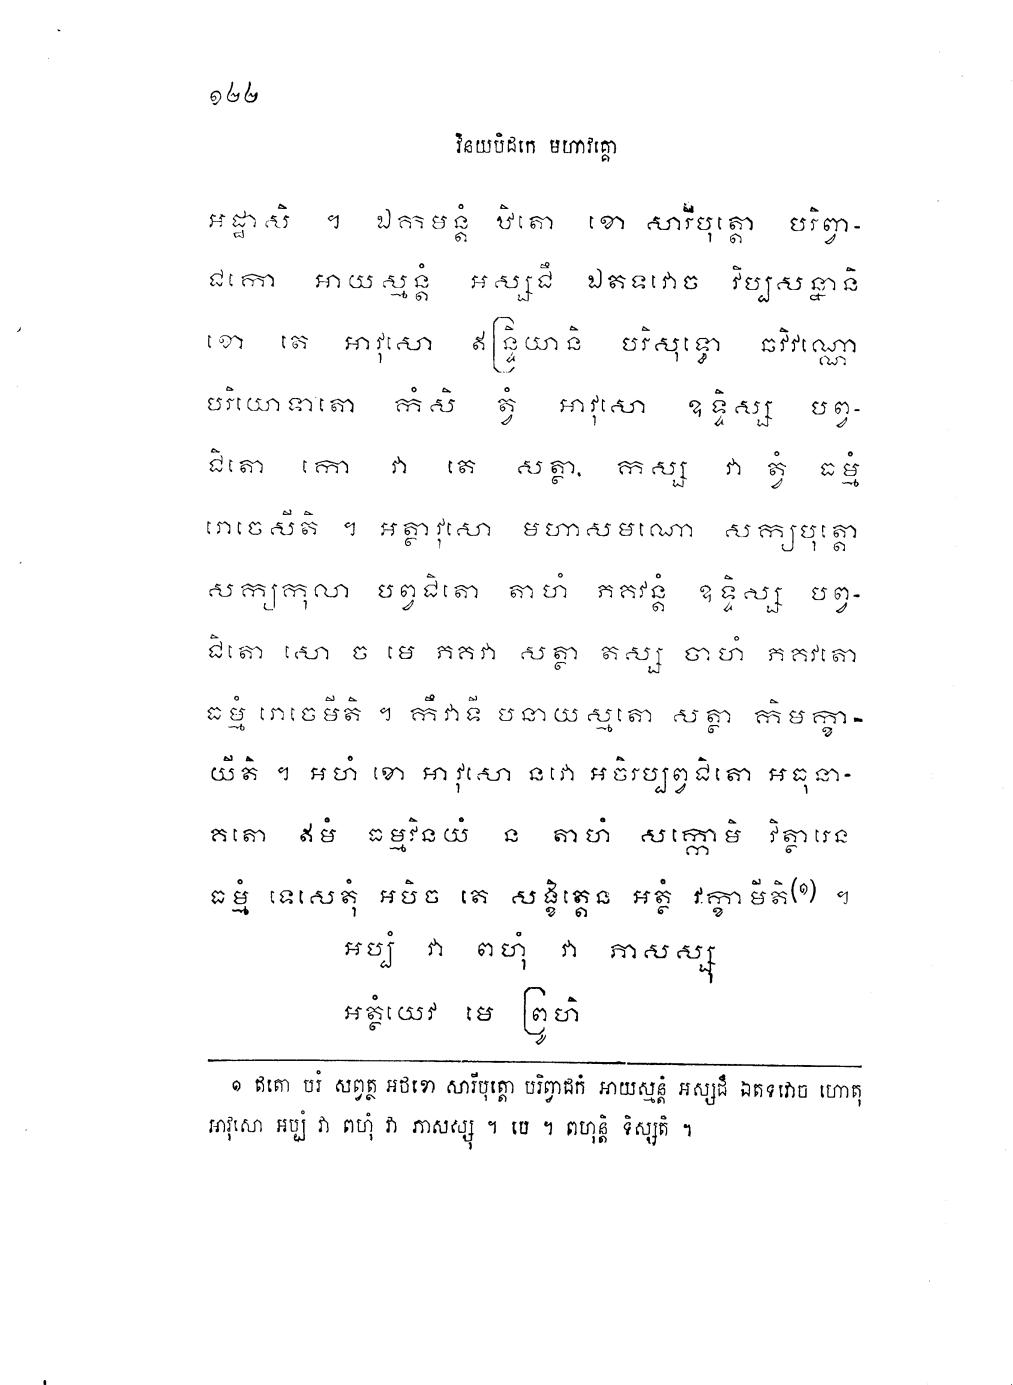 ១៤៤
វិនយបិដកេ មហាវគ្គោ
អដ្ឋាសិ ។ ឯកមន្តំ ឋិតោ ខោ សារីបុត្តោ បរិព្វា-
ជកោ អាយស្មន្តំ អស្សជឹ ឯតទវោច វិប្បសន្នានិ
ខោ តេ អាវុសោ ឥន្ទ្រិយានិ បរិសុទ្ធោ ឆវិវណ្ណោ
បរិយោទាតោ កំសិ ត្វំ អាវុសោ ឧទ្ទិស្ស បព្វ-
ជិតោ កោ វា តេ សត្ថា, កស្ស វា ត្វំ ធម្មំ
រោចេសីតិ ។ អត្ថាវុសោ មហាសមណោ សក្យបុត្តោ
សក្យកុលា បព្វជិតោ តាហំ ភគវន្តំ ឧទ្ទិស្ស បព្វ-
ជិតោ សោ ច មេ ភគវា សត្ថា តស្ស ចាហំ ភគវតោ
ធម្មំ រោចេមីតិ ។ កឹវាទី បនាយស្មតោ សត្ថា កិមក្ខា-
យីតិ ។ អហំ ខោ អាវុសោ នវោ អចិរប្បព្វជិតោ អធុនា-
គតោ ឥមំ ធម្មវិនយំ ន តាហំ សក្កោមិ វិត្ថារេន
ធម្មំ ទេសេតុំ អបិច តេ សង្ខិត្តេន អត្ថំ វក្ខាមីតិ(១) ។
អប្បំ វា ពហុំ វា ភាសស្សុ
អត្ថំយេវ មេ ព្រូហិ
១ ឥតោ បរំ សព្វត្ថ អថខោ សារីបុត្តោ បរិព្វាជកំ អាយស្មន្តំ អស្សជឹ ឯតទវោច ហោតុ
អាវុសោ អប្បំ វា ពហុំ វា ភាសស្សុ ។ បេ ។ ពហុន្តិ ទិស្សតិ ។